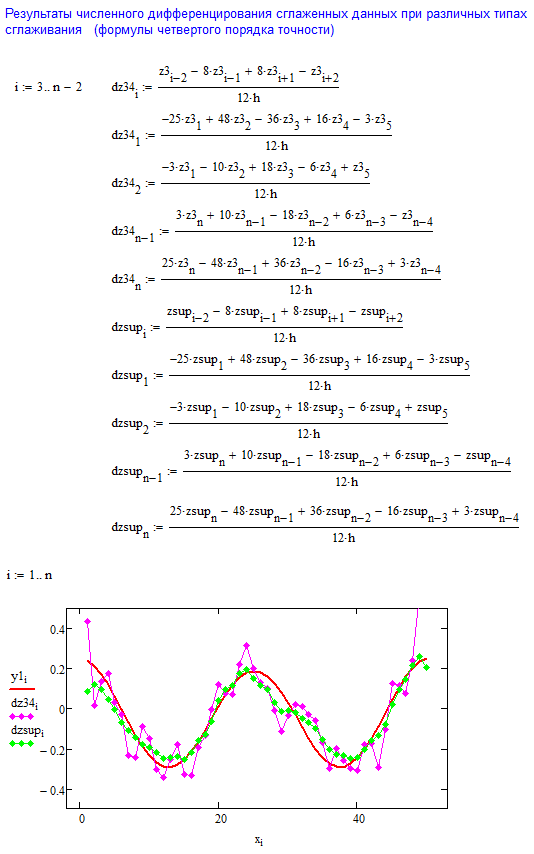 Результаты численного дифференцирования сглаженных данных при различных типах
сглаживания (формулы четвертого порядка точности)
i := 3.. n − 2 dz34_i := (z3_{i−2} − 8·z3_{i−1} + 8·z3_{i+1} − z3_{i+2}) / (12·h)
dz34_1 := (−25·z3_1 + 48·z3_2 − 36·z3_3 + 16·z3_4 − 3·z3_5) / (12·h)
dz34_2 := (−3·z3_1 − 10·z3_2 + 18·z3_3 − 6·z3_4 + z3_5) / (12·h)
dz34_{n−1} := (3·z3_n + 10·z3_{n−1} − 18·z3_{n−2} + 6·z3_{n−3} − z3_{n−4}) / (12·h)
dz34_n := (25·z3_n − 48·z3_{n−1} + 36·z3_{n−2} − 16·z3_{n−3} + 3·z3_{n−4}) / (12·h)
dzsup_i := (zsup_{i−2} − 8·zsup_{i−1} + 8·zsup_{i+1} − zsup_{i+2}) / (12·h)
dzsup_1 := (−25·zsup_1 + 48·zsup_2 − 36·zsup_3 + 16·zsup_4 − 3·zsup_5) / (12·h)
dzsup_2 := (−3·zsup_1 − 10·zsup_2 + 18·zsup_3 − 6·zsup_4 + zsup_5) / (12·h)
dzsup_{n−1} := (3·zsup_n + 10·zsup_{n−1} − 18·zsup_{n−2} + 6·zsup_{n−3} − zsup_{n−4}) / (12·h)
dzsup_n := (25·zsup_n − 48·zsup_{n−1} + 36·zsup_{n−2} − 16·zsup_{n−3} + 3·zsup_{n−4}) / (12·h)
i := 1.. n
0.4
0.2
0
− 0.2
− 0.4
y1_i
dz34_i
dzsup_i
0 20 40
x_i